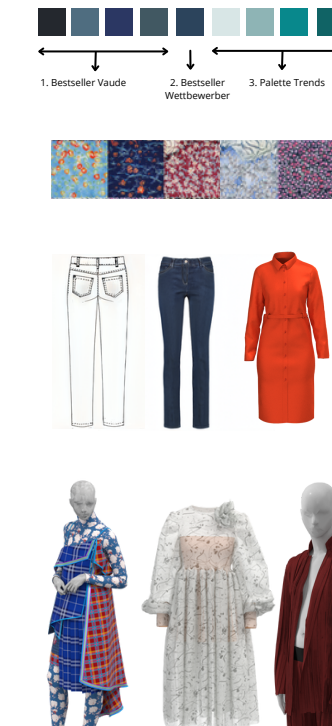 1. Bestseller Vaude
2. Bestseller
Wettbewerber
3. Palette Trends